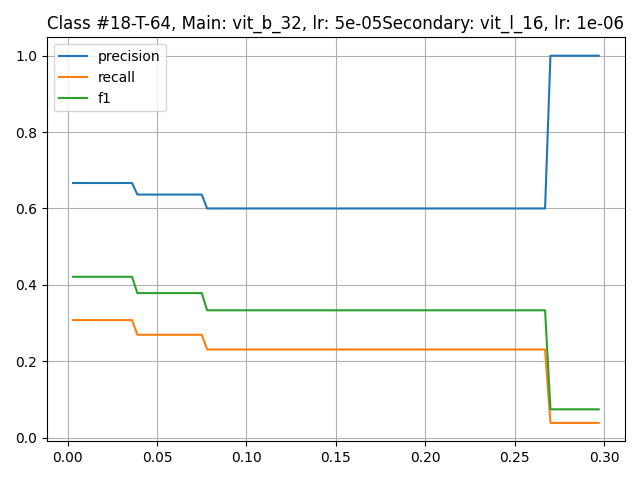 Class #18-T-64, Main: vit_b_32, lr: 5e-05Secondary: vit_l_16, lr: 1e-06
precision
recall
f1
1.0
0.8
0.6
0.4
0.2
0.0
0.00 0.05 0.10 0.15 0.20 0.25 0.30